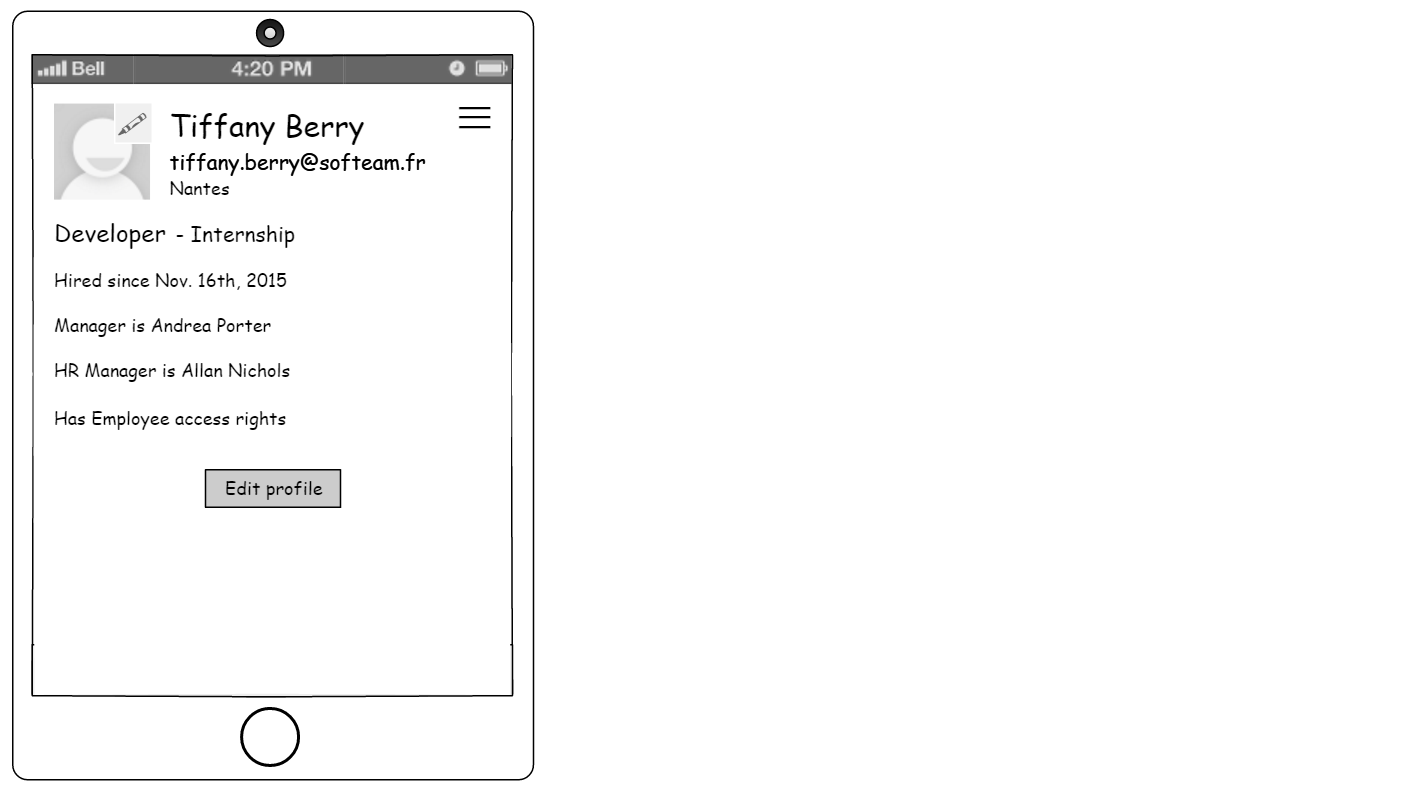 Bell 4:20 PM
Tiffany Berry
tiffany.berry@softeam.fr
Nantes
Developer - Internship
Hired since Nov. 16th, 2015
Manager is Andrea Porter
HR Manager is Allan Nichols
Has Employee access rights
Edit profile